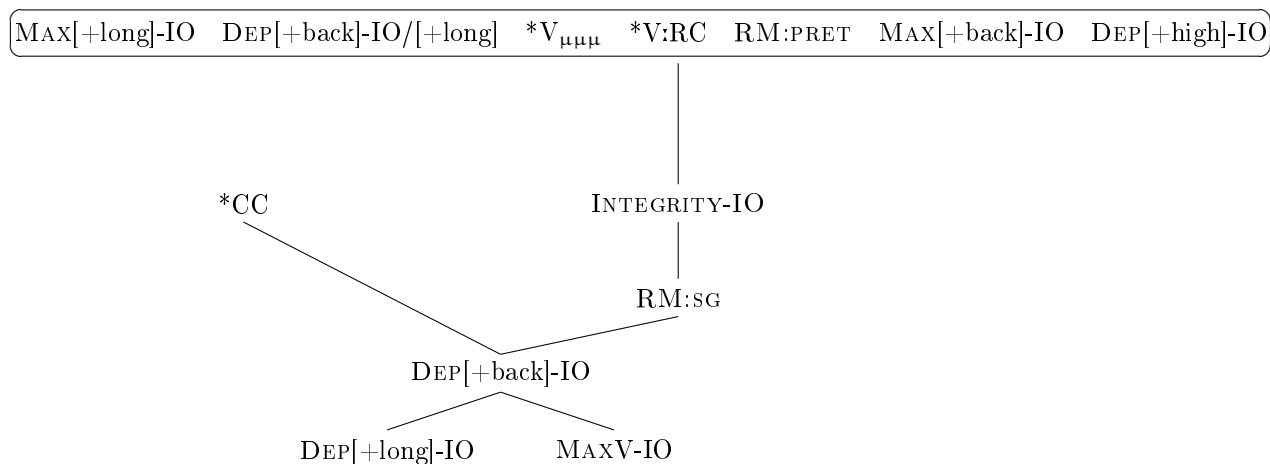 MAX[+long]-IO DEP[+back]-IO/[+long] *Vμμμ *V:RC RM:PRET MAX[+back]-IO DEP[+high]-IO
*CC INTEGRITY-IO
RM:SG
DEP[+back]-IO
DEP[+long]-IO MAXV-IO